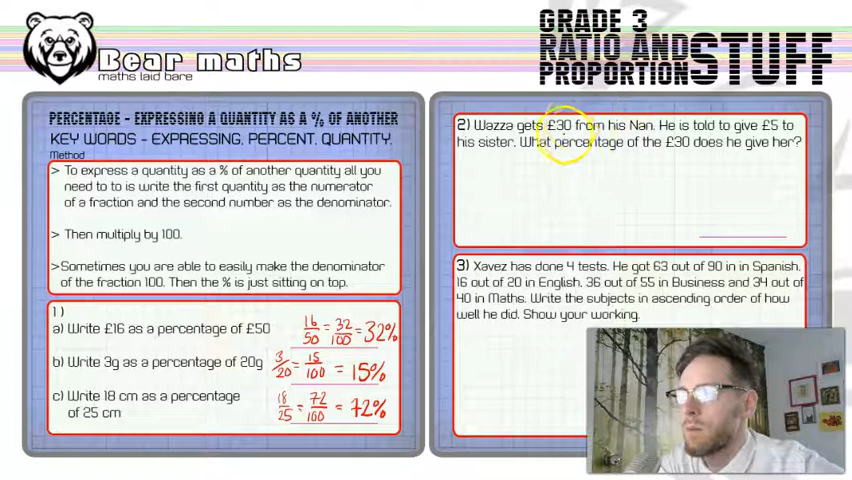 Bear maths
maths laid bare
GRADE 3
RATIO AND
PROPORTION
STUFF
PERCENTAGE - EXPRESSING A QUANTITY AS A % OF ANOTHER
KEY WORDS - EXPRESSING, PERCENT, QUANTITY.
Method
> To express a quantity as a % of another quantity all you
need to to is write the first quantity as the numerator
of a fraction and the second number as the denominator.
> Then multiply by 100.
>Sometimes you are able to easily make the denominator
of the fraction 100. Then the % is just sitting on top.
1)
a) Write £16 as a percentage of £50
16/50 = 32/100 = 32%
b) Write 3g as a percentage of 20g
3/20 = 15/100 = 15%
c) Write 18 cm as a percentage
of 25 cm
18/25 = 72/100 = 72%
2) Wazza gets £30 from his Nan. He is told to give £5 to
his sister. What percentage of the £30 does he give her?
3) Xavez has done 4 tests. He got 63 out of 90 in in Spanish,
16 out of 20 in English, 36 out of 55 in Business and 34 out of
40 in Maths. Write the subjects in ascending order of how
well he did. Show your working.